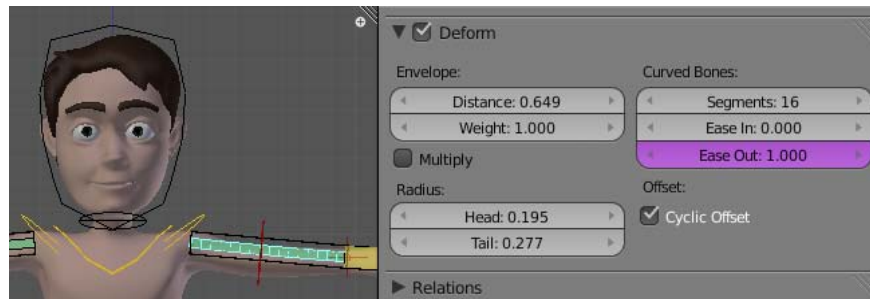 Deform
Envelope:
Distance: 0.649
Weight: 1.000
Multiply
Radius:
Head: 0.195
Tail: 0.277
Curved Bones:
Segments: 16
Ease In: 0.000
Ease Out: 1.000
Offset:
Cyclic Offset
Relations